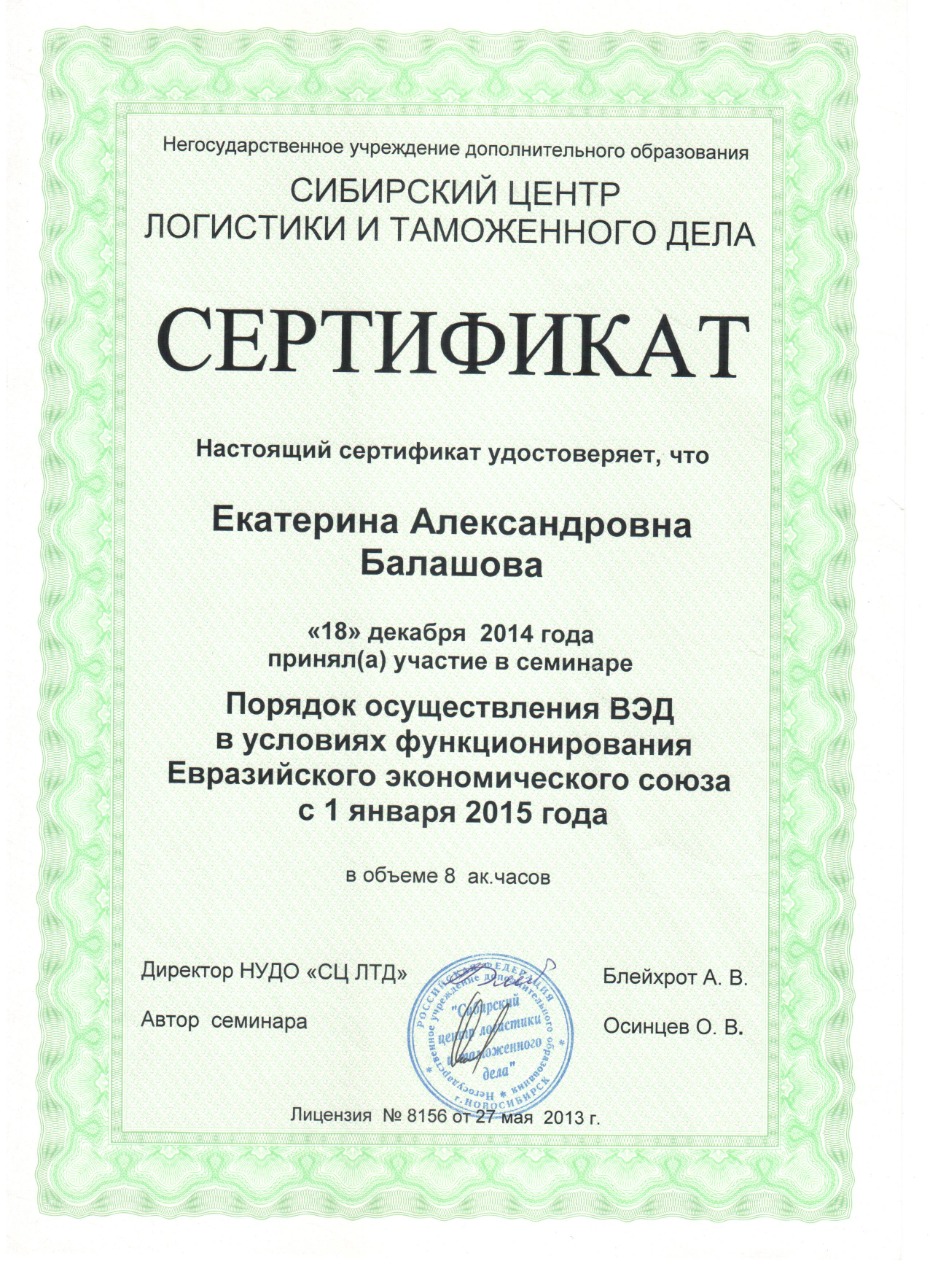 Негосударственное учреждение дополнительного образования
СИБИРСКИЙ ЦЕНТР
ЛОГИСТИКИ И ТАМОЖЕННОГО ДЕЛА
СЕРТИФИКАТ
Настоящий сертификат удостоверяет, что
Екатерина Александровна
Балашова
«18» декабря 2014 года
принял(а) участие в семинаре
Порядок осуществления ВЭД
в условиях функционирования
Евразийского экономического союза
с 1 января 2015 года
в объеме 8 ак.часов
Директор НУДО «СЦ ЛТД» Блейхрот А. В.
Автор семинара Осинцев О. В.
РОССИЙСКАЯ ФЕДЕРАЦИЯ
* г.НОВОСИБИРСК *
Негосударственное учреждение дополнительного образования *
"Сибирский
центр логистики
и таможенного
дела"
Лицензия № 8156 от 27 мая 2013 г.